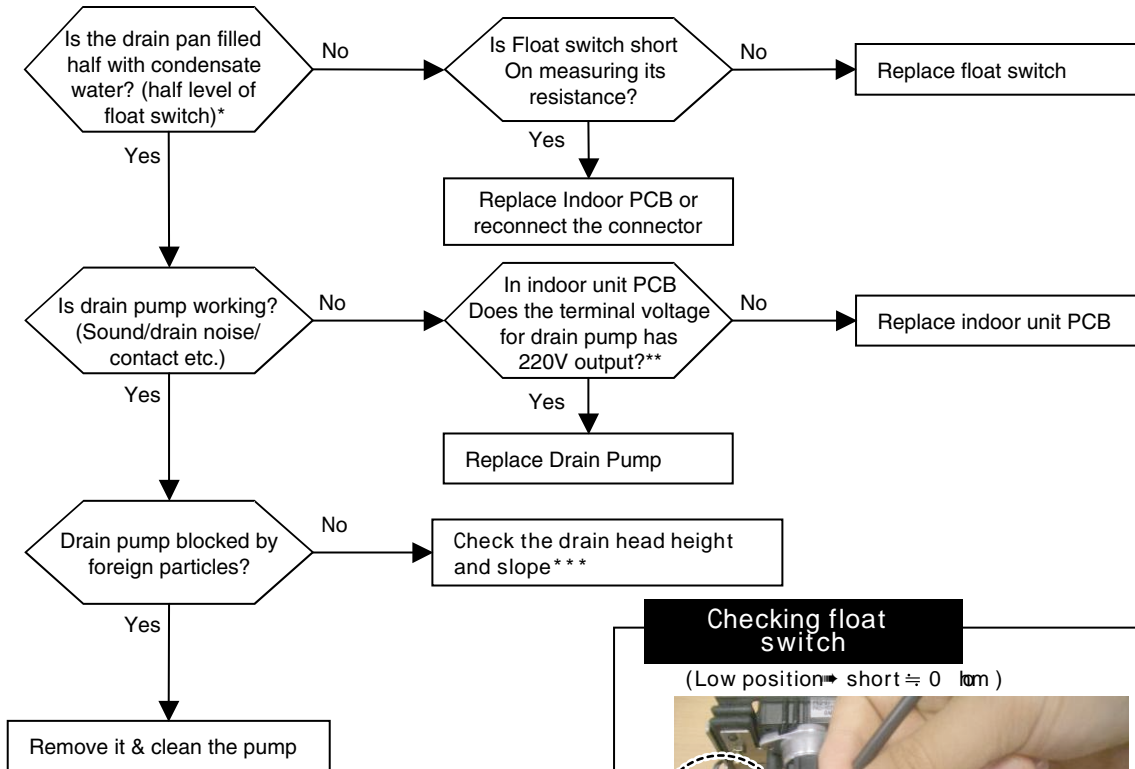 Is the drain pan filled
half with condensate
water? (half level of
float switch)*
No
Is Float switch short
On measuring its
resistance?
No
Replace float switch
Yes
Yes
Replace Indoor PCB or
reconnect the connector
Is drain pump working?
(Sound/drain noise/
contact etc.)
No
In indoor unit PCB
Does the terminal voltage
for drain pump has
220V output?**
No
Replace indoor unit PCB
Yes
Yes
Replace Drain Pump
Drain pump blocked by
foreign particles?
No
Check the drain head height
and slope***
Yes
Remove it & clean the pump
Checking float
switch
(Low position➠ short ≒ 0 )